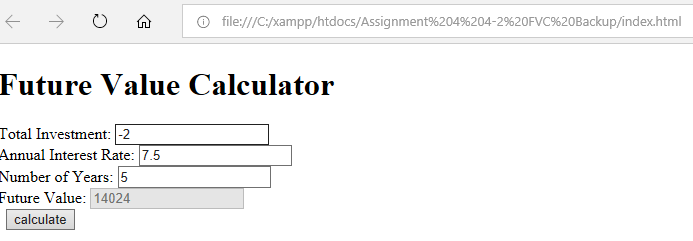 file:///C:/xampp/htdocs/Assignment%204%204-2%20FVC%20Backup/index.html
Future Value Calculator
Total Investment: -2
Annual Interest Rate: 7.5
Number of Years: 5
Future Value: 14024
calculate